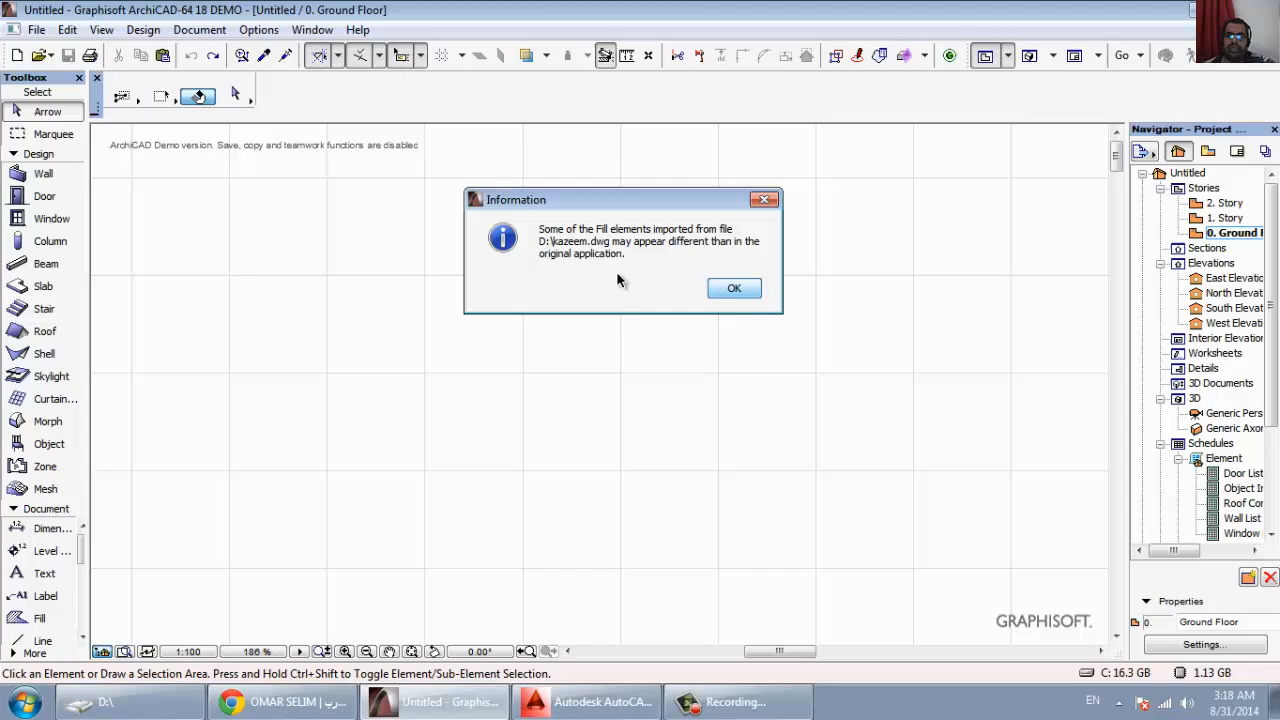 Untitled - Graphisoft ArchiCAD-64 18 DEMO - [Untitled / 0. Ground Floor]
File Edit View Design Document Options Window Help
Go
Toolbox
Select
Arrow
Marquee
Design
Wall
Door
Window
Column
Beam
Slab
Stair
Roof
Shell
Skylight
Curtain...
Morph
Object
Zone
Mesh
Document
Dimen...
Level ...
Text
A1 Label
Fill
Line
More
ArchiCAD Demo version. Save, copy and teamwork functions are disabled
Information
Some of the Fill elements imported from file
D:\kazeem.dwg may appear different than in the
original application.
OK
GRAPHISOFT.
Navigator - Project ...
Untitled
Stories
2. Story
1. Story
0. Ground F
Sections
Elevations
East Elevatio
North Elevat
South Elevat
West Elevati
Interior Elevation
Worksheets
Details
3D Documents
3D
Generic Pers
Generic Axon
Schedules
Element
Door List
Object In
Roof Cor
Wall List
Window
Properties
0. Ground Floor
Settings...
1:100 186 % 0.00°
Click an Element or Draw a Selection Area. Press and Hold Ctrl+Shift to Toggle Element/Sub-Element Selection.
C: 16.3 GB 1.13 GB
D:\
OMAR SELIM | ...
Untitled - Graphis...
Autodesk AutoCA...
Recording...
EN
3:18 AM
8/31/2014